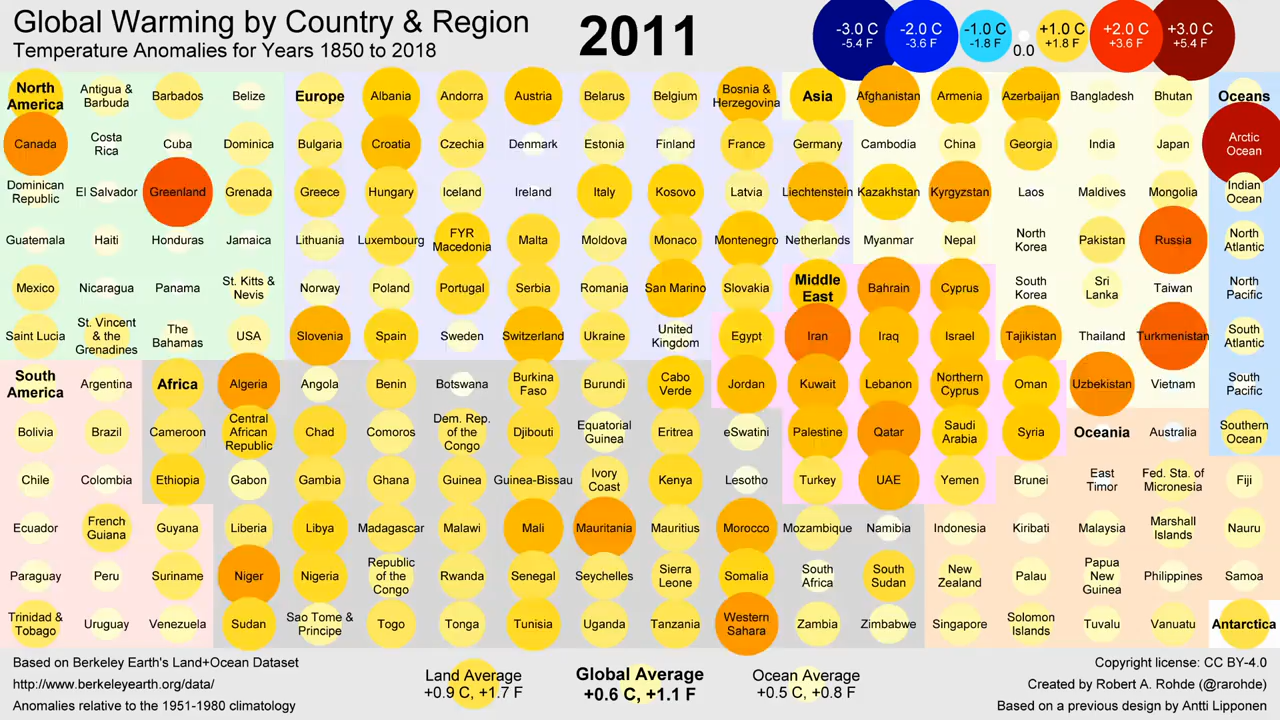 Global Warming by Country & Region
Temperature Anomalies for Years 1850 to 2018
2011
-3.0 C
-5.4 F
-2.0 C
-3.6 F
-1.0 C
-1.8 F
0.0
+1.0 C
+1.8 F
+2.0 C
+3.6 F
+3.0 C
+5.4 F
North America
Antigua & Barbuda
Barbados
Belize
Europe
Albania
Andorra
Austria
Belarus
Belgium
Bosnia & Herzegovina
Asia
Afghanistan
Armenia
Azerbaijan
Bangladesh
Bhutan
Oceans
Canada
Costa Rica
Cuba
Dominica
Bulgaria
Croatia
Czechia
Denmark
Estonia
Finland
France
Germany
Cambodia
China
Georgia
India
Japan
Arctic Ocean
Dominican Republic
El Salvador
Greenland
Grenada
Greece
Hungary
Iceland
Ireland
Italy
Kosovo
Latvia
Liechtenstein
Kazakhstan
Kyrgyzstan
Laos
Maldives
Mongolia
Indian Ocean
Guatemala
Haiti
Honduras
Jamaica
Lithuania
Luxembourg
FYR Macedonia
Malta
Moldova
Monaco
Montenegro
Netherlands
Myanmar
Nepal
North Korea
Pakistan
Russia
North Atlantic
Mexico
Nicaragua
Panama
St. Kitts & Nevis
Norway
Poland
Portugal
Serbia
Romania
San Marino
Slovakia
Middle East
Bahrain
Cyprus
South Korea
Sri Lanka
Taiwan
North Pacific
Saint Lucia
St. Vincent & the Grenadines
The Bahamas
USA
Slovenia
Spain
Sweden
Switzerland
Ukraine
United Kingdom
Egypt
Iran
Iraq
Israel
Tajikistan
Thailand
Turkmenistan
South Atlantic
South America
Argentina
Africa
Algeria
Angola
Benin
Botswana
Burkina Faso
Burundi
Cabo Verde
Jordan
Kuwait
Lebanon
Northern Cyprus
Oman
Uzbekistan
Vietnam
South Pacific
Bolivia
Brazil
Cameroon
Central African Republic
Chad
Comoros
Dem. Rep. of the Congo
Djibouti
Equatorial Guinea
Eritrea
eSwatini
Palestine
Qatar
Saudi Arabia
Syria
Oceania
Australia
Southern Ocean
Chile
Colombia
Ethiopia
Gabon
Gambia
Ghana
Guinea
Guinea-Bissau
Ivory Coast
Kenya
Lesotho
Turkey
UAE
Yemen
Brunei
East Timor
Fed. Sta. of Micronesia
Fiji
Ecuador
French Guiana
Guyana
Liberia
Libya
Madagascar
Malawi
Mali
Mauritania
Mauritius
Morocco
Mozambique
Namibia
Indonesia
Kiribati
Malaysia
Marshall Islands
Nauru
Paraguay
Peru
Suriname
Niger
Nigeria
Republic of the Congo
Rwanda
Senegal
Seychelles
Sierra Leone
Somalia
South Africa
South Sudan
New Zealand
Palau
Papua New Guinea
Philippines
Samoa
Trinidad & Tobago
Uruguay
Venezuela
Sudan
Sao Tome & Principe
Togo
Tonga
Tunisia
Uganda
Tanzania
Western Sahara
Zambia
Zimbabwe
Singapore
Solomon Islands
Tuvalu
Vanuatu
Antarctica
Based on Berkeley Earth's Land+Ocean Dataset
http://www.berkeleyearth.org/data/
Anomalies relative to the 1951-1980 climatology
Land Average
+0.9 C, +1.7 F
Global Average
+0.6 C, +1.1 F
Ocean Average
+0.5 C, +0.8 F
Copyright license: CC BY-4.0
Created by Robert A. Rohde (@rarohde)
Based on a previous design by Antti Lipponen